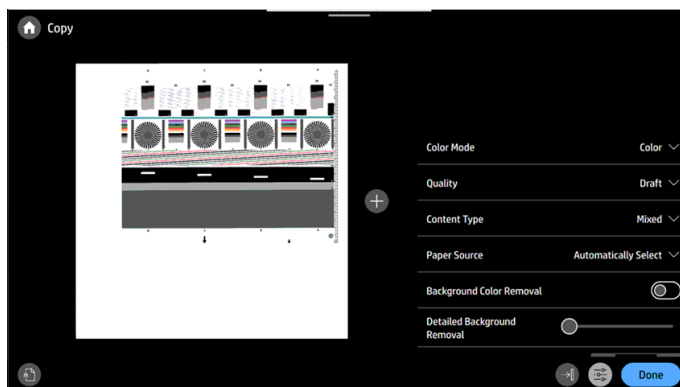 Copy
Color Mode Color
Quality Draft
Content Type Mixed
Paper Source Automatically Select
Background Color Removal
Detailed Background
Removal
Done